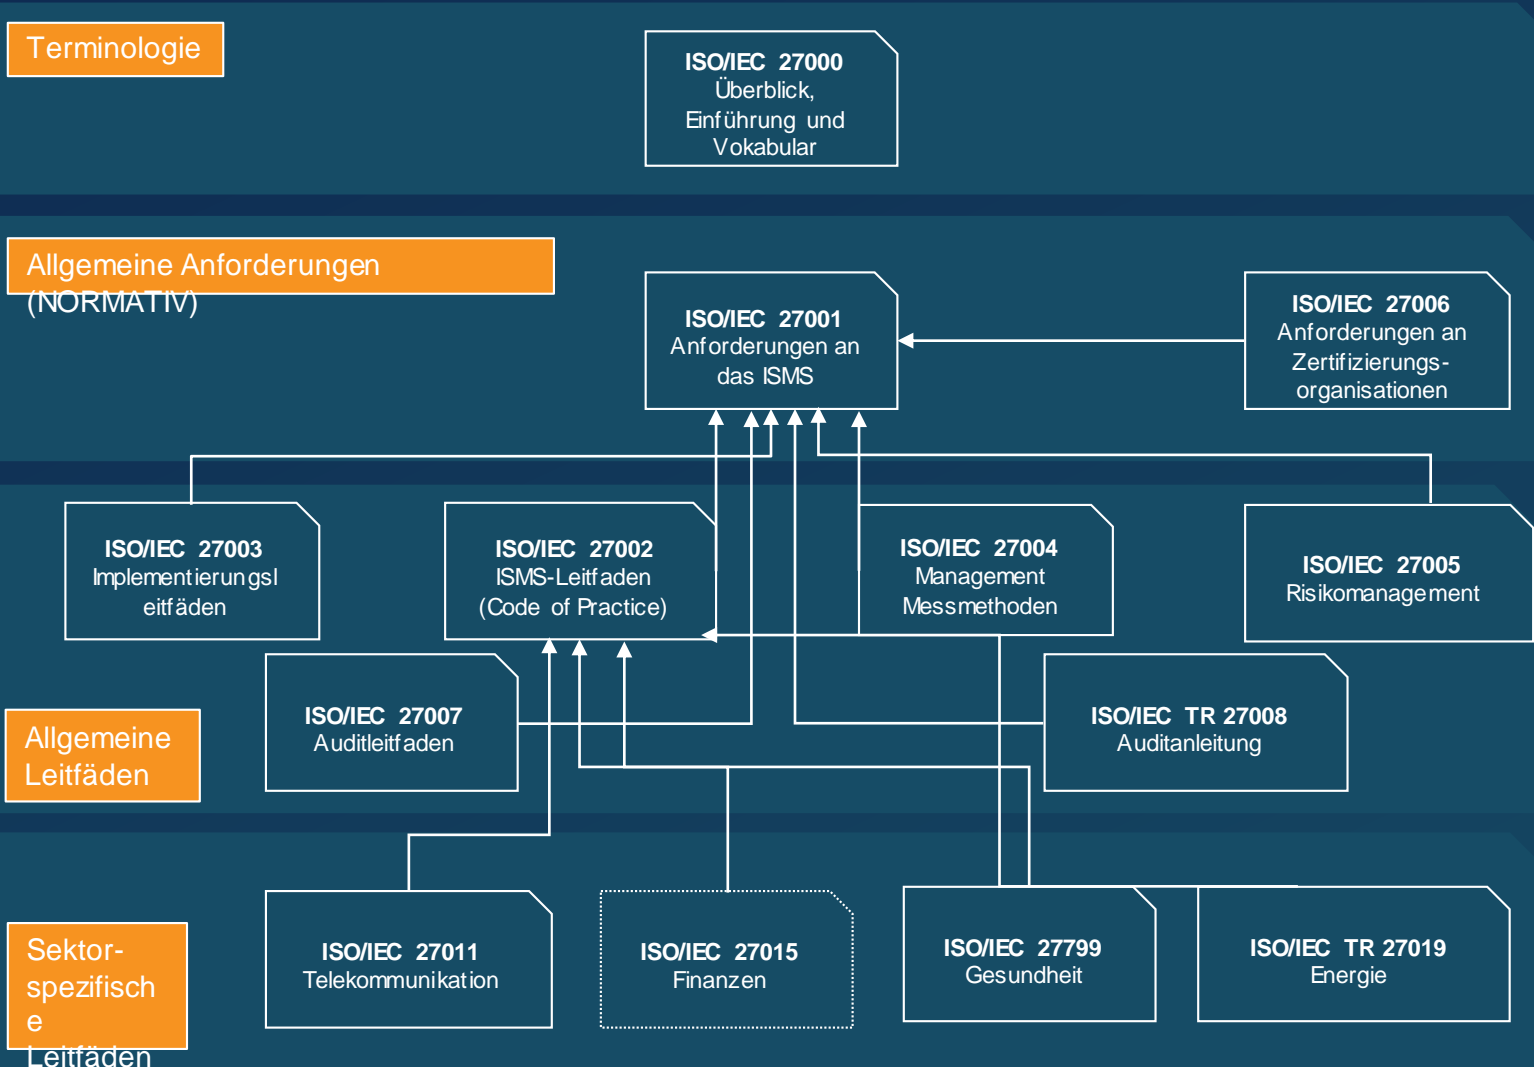 Terminologie
ISO/IEC 27000
Überblick,
Einführung und
Vokabular
Allgemeine Anforderungen
(NORMATIV)
ISO/IEC 27001
Anforderungen an
das ISMS
ISO/IEC 27006
Anforderungen an
Zertifizierungs-
organisationen
ISO/IEC 27003
Implementierungsl
eitfäden
ISO/IEC 27002
ISMS-Leitfaden
(Code of Practice)
ISO/IEC 27004
Management
Messmethoden
ISO/IEC 27005
Risikomanagement
Allgemeine
Leitfäden
ISO/IEC 27007
Auditleitfaden
ISO/IEC TR 27008
Auditanleitung
Sektor-
spezifisch
e
Leitfäden
ISO/IEC 27011
Telekommunikation
ISO/IEC 27015
Finanzen
ISO/IEC 27799
Gesundheit
ISO/IEC TR 27019
Energie